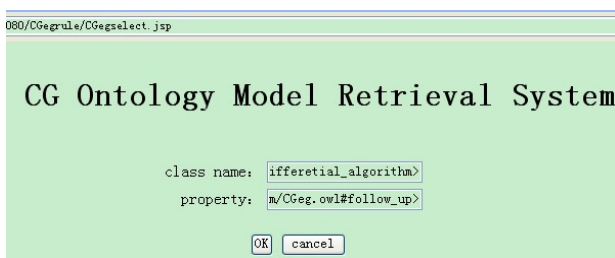 080/CGegrule/CGegselect.jsp
CG Ontology Model Retrieval System
class name: ifferetial_algorithm>
property: m/CGeg.owl#follow_up>
OK cancel